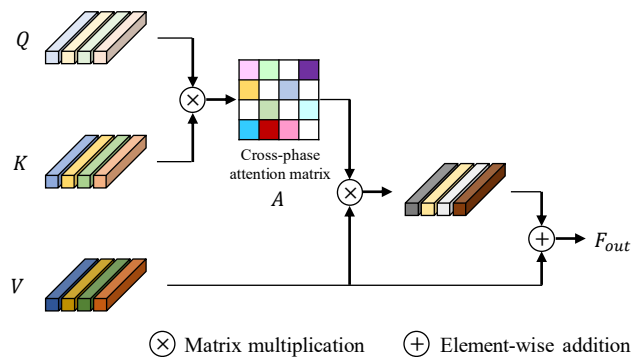 Q
K
Cross-phase
attention matrix
A
V
F_out
Matrix multiplication
Element-wise addition